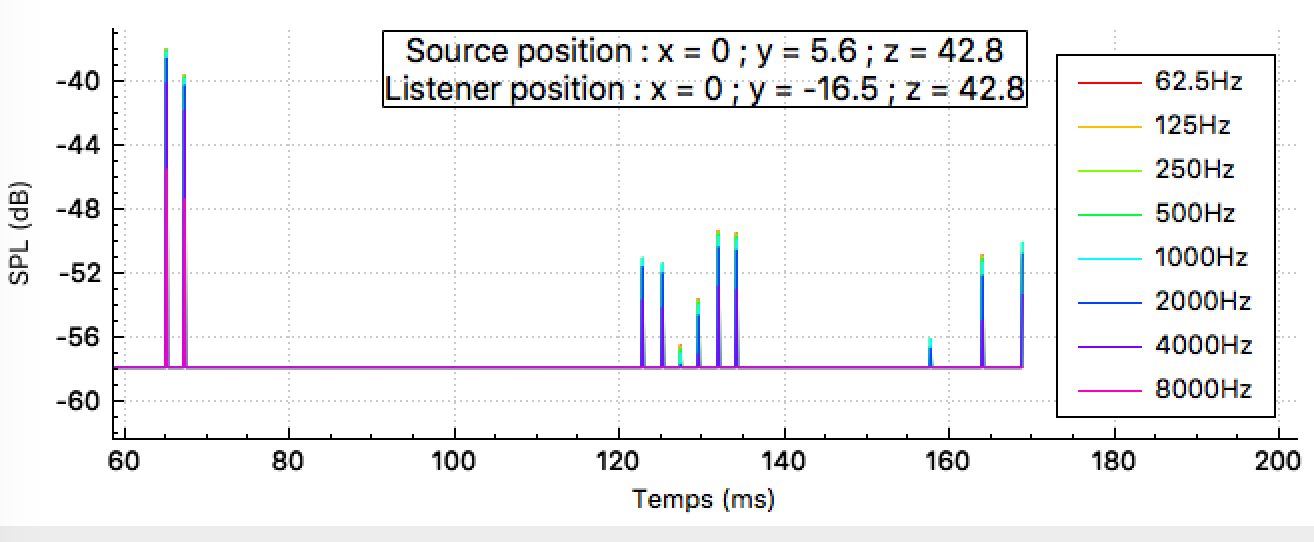 Source position : x = 0 ; y = 5.6 ; z = 42.8
Listener position : x = 0 ; y = -16.5 ; z = 42.8
62.5Hz
125Hz
250Hz
500Hz
1000Hz
2000Hz
4000Hz
8000Hz
SPL (dB)
-40
-44
-48
-52
-56
-60
60 80 100 120 140 160 180 200
Temps (ms)